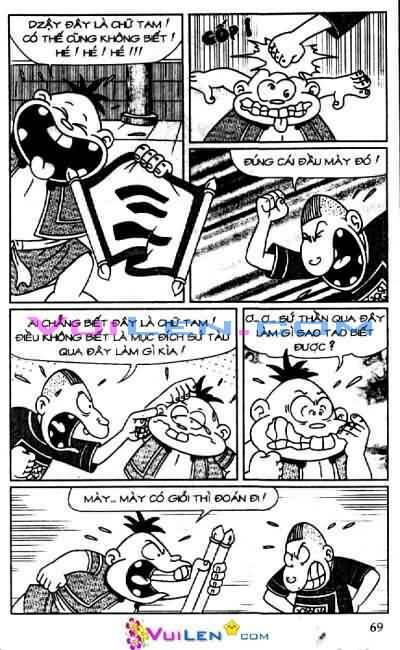 DZẬY ĐÂY LÀ CHỮ TAM!
CÓ THẾ CŨNG KHÔNG BIẾT!
HÉ! HÉ! HÉ!!!
CỐP!
三
ĐÚNG CÁI ĐẦU MÀY ĐÓ!
AI CHẲNG BIẾT ĐÂY LÀ CHỮ TAM!
ĐIỀU KHÔNG BIẾT LÀ MỤC ĐÍCH SỨ TÀU
QUA ĐÂY LÀM GÌ KÌA!
Ơ.. Ơ.. SỨ THẦN QUA ĐÂY
LÀM GÌ SAO TAO BIẾT
ĐƯỢC?
VUILEN.COM
MÀY... MÀY CÓ GIỎI THÌ ĐOÁN ĐI!
69
VUILEN.COM